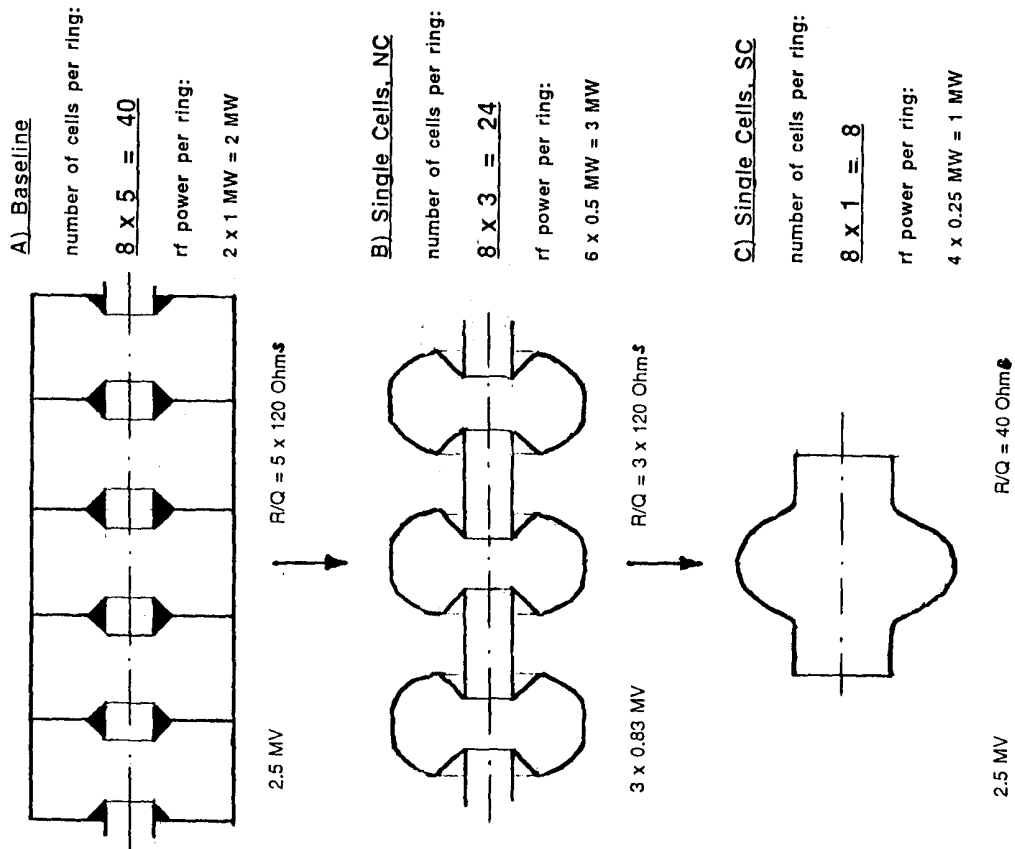 A) Baseline
number of cells per ring:
8 x 5 = 40
rf power per ring:
2 x 1 MW = 2 MW
2.5 MV
R/Q = 5 x 120 Ohms
B) Single Cells, NC
number of cells per ring:
8 x 3 = 24
rf power per ring:
6 x 0.5 MW = 3 MW
3 x 0.83 MV
R/Q = 3 x 120 Ohms
C) Single Cells, SC
number of cells per ring:
8 x 1 = 8
rf power per ring:
4 x 0.25 MW = 1 MW
2.5 MV
R/Q = 40 Ohms